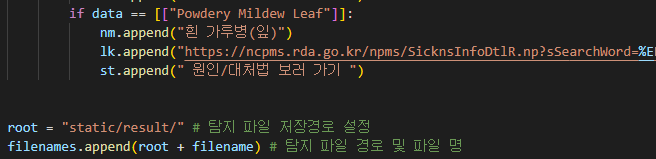 if data == [["Powdery Mildew Leaf"]]:
nm.append("흰 가루병(잎)")
lk.append("https://ncpms.rda.go.kr/npms/SicknsInfoDtlR.np?sSearchWord=%E
st.append(" 원인/대처법 보러 가기 ")
root = "static/result/" # 탐지 파일 저장경로 설정
filenames.append(root + filename) # 탐지 파일 경로 및 파일 명